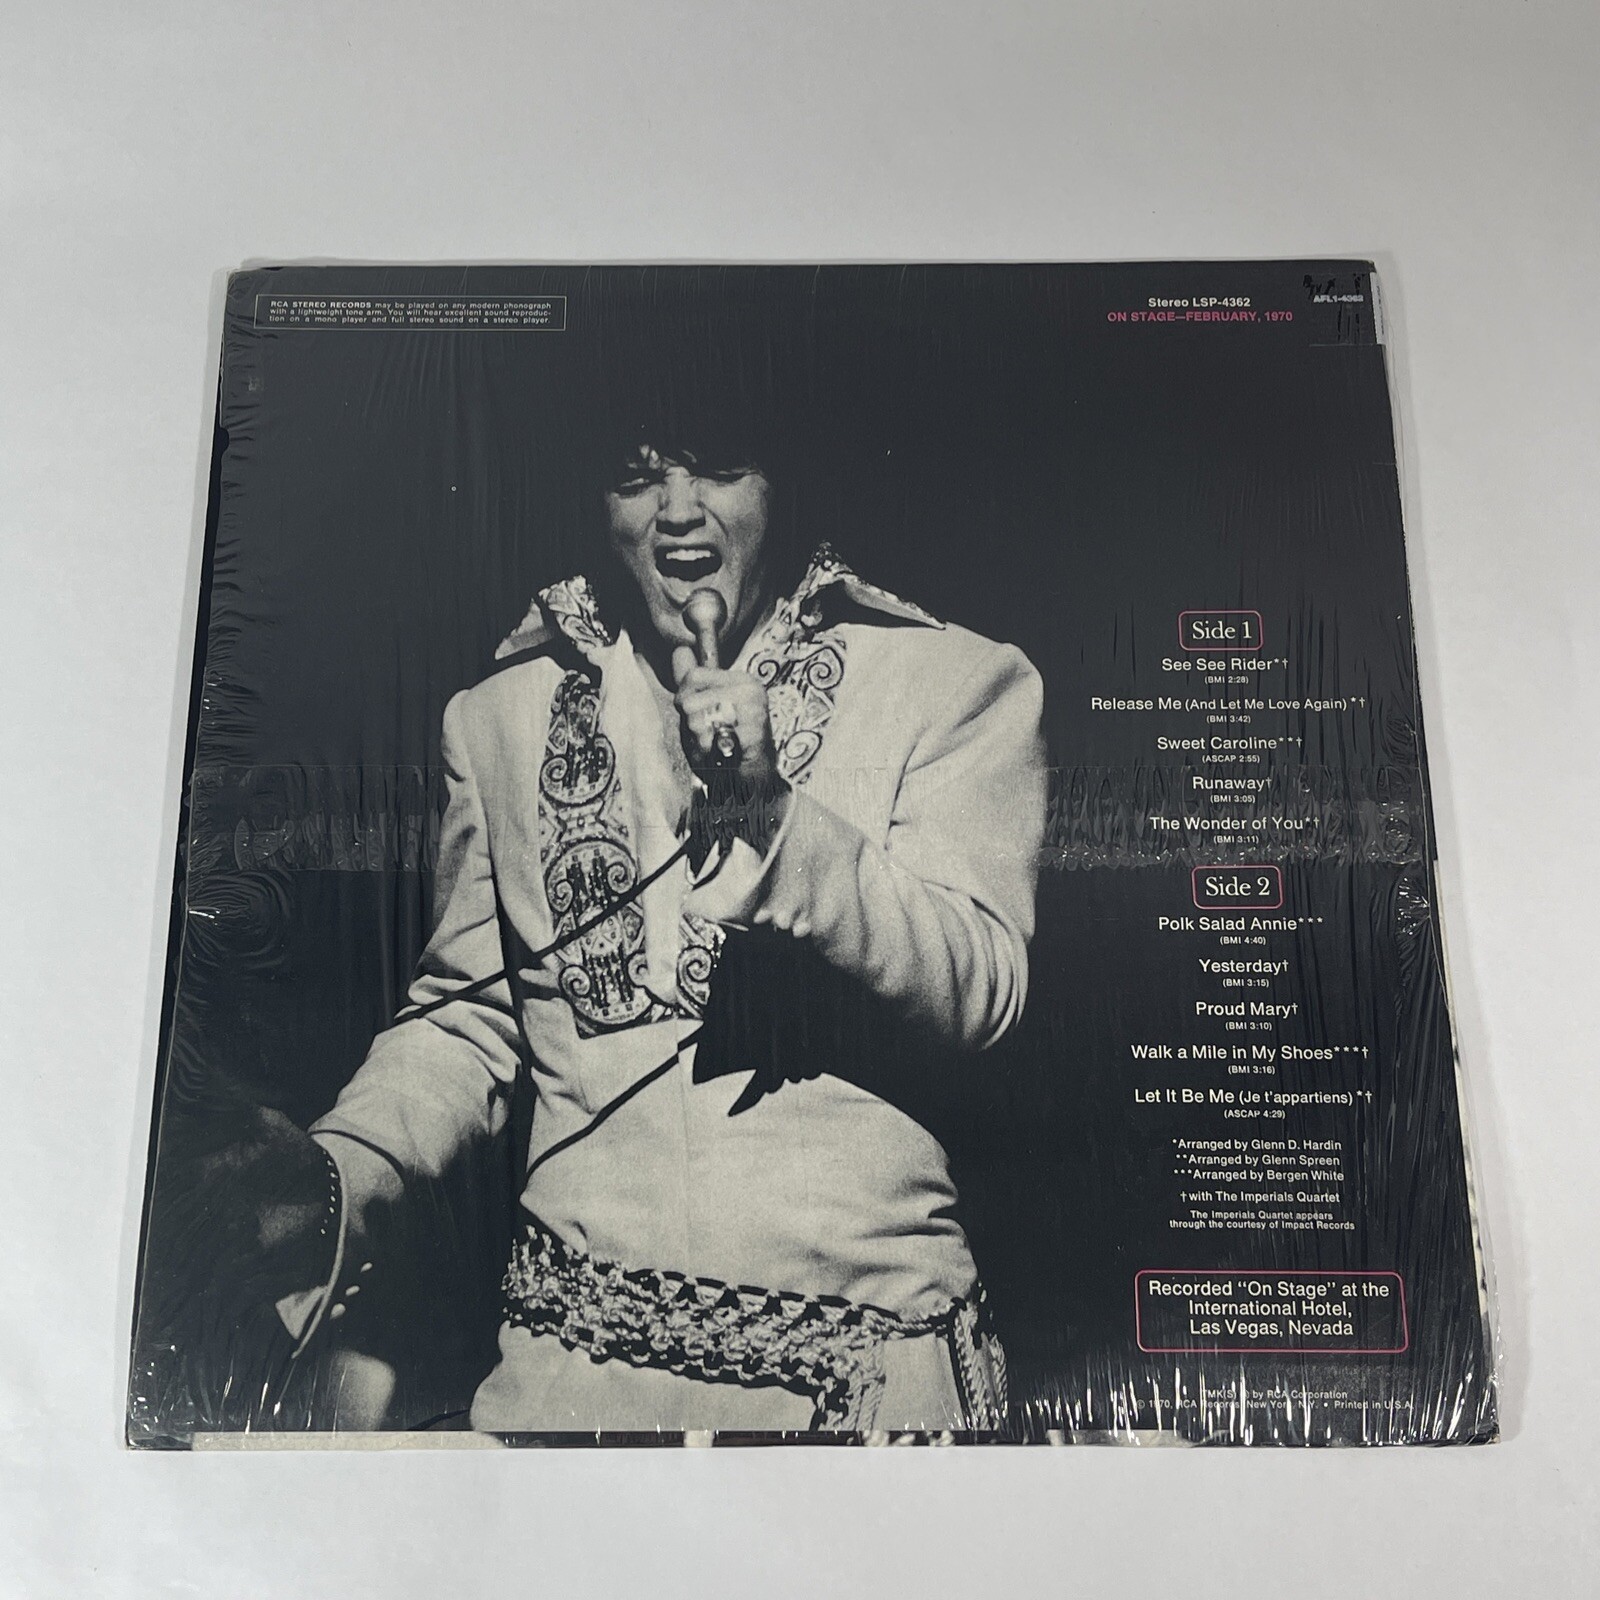 RCA STEREO RECORDS may be played on any modern phonograph
with a lightweight tone arm. You will hear excellent sound reproduc-
tion on a mono player and full stereo sound on a stereo player.
Stereo LSP-4362
ON STAGE—FEBRUARY, 1970
AFL1-4362
Side 1
See See Rider*†
(BMI 2:28)
Release Me (And Let Me Love Again) *†
(BMI 3:42)
Sweet Caroline**†
(ASCAP 2:55)
Runaway†
(BMI 3:05)
The Wonder of You*†
(BMI 3:11)
Side 2
Polk Salad Annie***
(BMI 4:40)
Yesterday†
(BMI 3:15)
Proud Mary†
(BMI 3:10)
Walk a Mile in My Shoes***†
(BMI 3:16)
Let It Be Me (Je t'appartiens) *†
(ASCAP 4:29)
*Arranged by Glenn D. Hardin
**Arranged by Glenn Spreen
***Arranged by Bergen White
†with The Imperials Quartet
The Imperials Quartet appears
through the courtesy of Impact Records
Recorded "On Stage" at the
International Hotel,
Las Vegas, Nevada
TMK(S) ® by RCA Corporation
© 1970, RCA Records, New York, N.Y. • Printed in U.S.A.